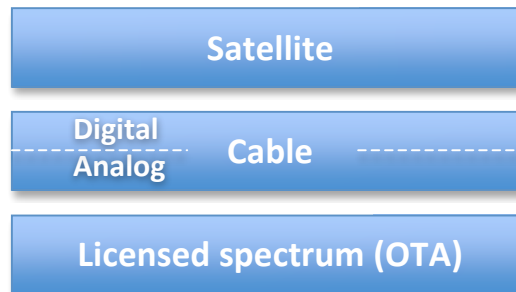 Satellite
Digital
Cable
Analog
Licensed spectrum (OTA)